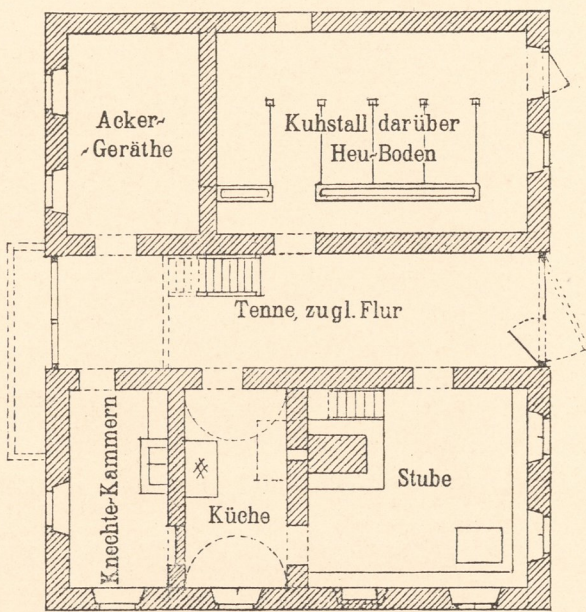 Acker-
-Geräthe
Kuhstall darüber
Heu-Boden
Tenne, zugl. Flur
Knechte-Kammern
Küche
Stube